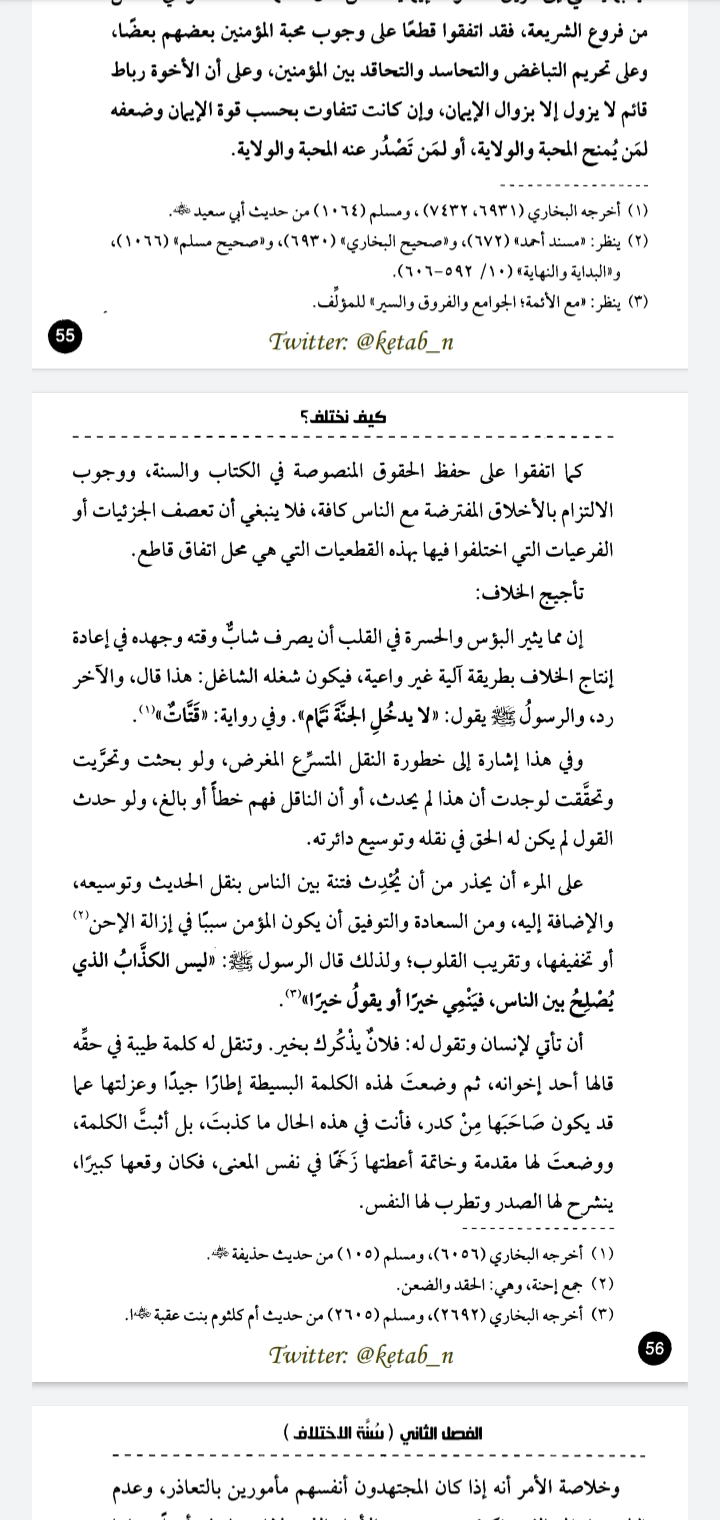 من فروع الشريعة، فقد اتفقوا قطعًا على وجوب محبة المؤمنين بعضهم بعضًا،
وعلى تحريم التباغض والتحاسد والتحاقد بين المؤمنين، وعلى أن الأخوة رباط
قائم لا يزول إلا بزوال الإيمان، وإن كانت تتفاوت بحسب قوة الإيمان وضعفه
لمَن يُمنح المحبة والولاية، أو لمَن تَصْدُر عنه المحبة والولاية.
(١) أخرجه البخاري (٦٩٣١، ٧٤٣٢)، ومسلم (١٠٦٤) من حديث أبي سعيد رضي الله عنه.
(٢) ينظر: «مسند أحمد» (٦٧٢)، و«صحيح البخاري» (٦٩٣٠)، و«صحيح مسلم» (١٠٦٦)،
و«البداية والنهاية» (١٠/ ٥٩٢-٦٠٦).
(٣) ينظر: «مع الأئمة؛ الجوامع والفروق والسير» للمؤلِّف.
Twitter: @ketab_n
55
كيف نختلف؟
كما اتفقوا على حفظ الحقوق المنصوصة في الكتاب والسنة، ووجوب
الالتزام بالأخلاق المفترضة مع الناس كافة، فلا ينبغي أن تعصف الجزئيات أو
الفرعيات التي اختلفوا فيها بهذه القطعيات التي هي محل اتفاق قاطع.
تأجيج الخلاف:
إن مما يثير البؤس والحسرة في القلب أن يصرف شابٌّ وقته وجهده في إعادة
إنتاج الخلاف بطريقة آلية غير واعية، فيكون شغله الشاغل: هذا قال، والآخر
رد، والرسولُ ﷺ يقول: «لا يدخُلِ الجنَّةَ نَمَّام». وفي رواية: «قَتَّاتٌ»(١).
وفي هذا إشارة إلى خطورة النقل المتسرِّع المغرض، ولو بحثت وتحرَّيت
وتحقَّقت لوجدت أن هذا لم يحدث، أو أن الناقل فهم خطأً أو بالغ، ولو حدث
القول لم يكن له الحق في نقله وتوسيع دائرته.
على المرء أن يحذر من أن يُحْدِث فتنة بين الناس بنقل الحديث وتوسيعه،
والإضافة إليه، ومن السعادة والتوفيق أن يكون المؤمن سببًا في إزالة الإحن(٢)
أو تخفيفها، وتقريب القلوب؛ ولذلك قال الرسول ﷺ: «ليس الكذَّابُ الذي
يُصْلِحُ بين الناس، فيَنْمِي خيرًا أو يقولُ خيرًا»(٣).
أن تأتي لإنسان وتقول له: فلانٌ يذْكُرك بخير. وتنقل له كلمة طيبة في حقِّه
قالها أحد إخوانه، ثم وضعتَ لهذه الكلمة البسيطة إطارًا جيدًا وعزلتها عما
قد يكون صَاحَبَها مِنْ كدر، فأنت في هذه الحال ما كذبتَ، بل أثبتَّ الكلمة،
ووضعتَ لها مقدمة وخاتمة أعطتها زَخَمًا في نفس المعنى، فكان وقعها كبيرًا،
ينشرح لها الصدر وتطرب لها النفس.
(١) أخرجه البخاري (٦٠٥٦)، ومسلم (١٠٥) من حديث حذيفة رضي الله عنه.
(٢) جمع إحنة، وهي: الحقد والضعن.
(٣) أخرجه البخاري (٢٦٩٢)، ومسلم (٢٦٠٥) من حديث أم كلثوم بنت عقبة رضي الله عنها.
Twitter: @ketab_n
56
الفصل الثاني (سُنَّة الاختلاف)
وخلاصة الأمر أنه إذا كان المجتهدون أنفسهم مأمورين بالتعاذر، وعدم